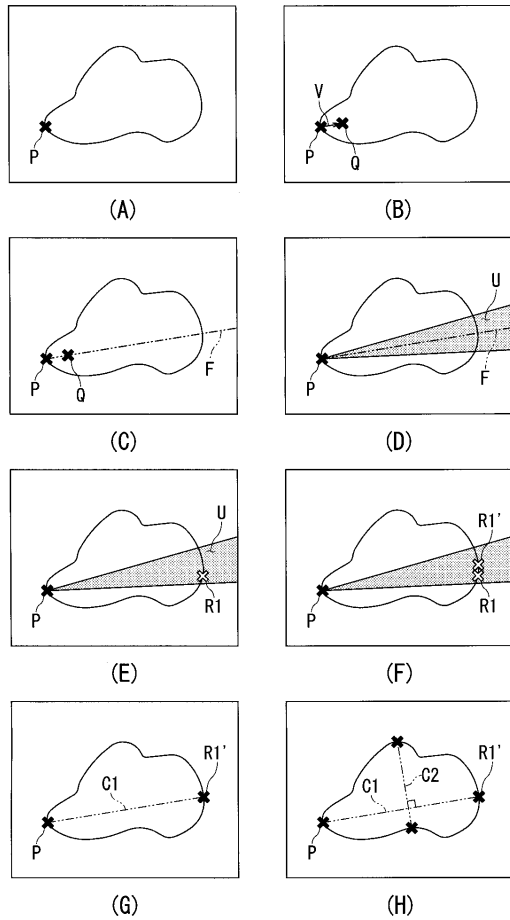 P
(A)
V
P
Q
(B)
P
Q
F
(C)
U
P
F
(D)
U
P
R1
(E)
R1'
P
R1
(F)
R1'
C1
P
(G)
C2
R1'
C1
P
(H)